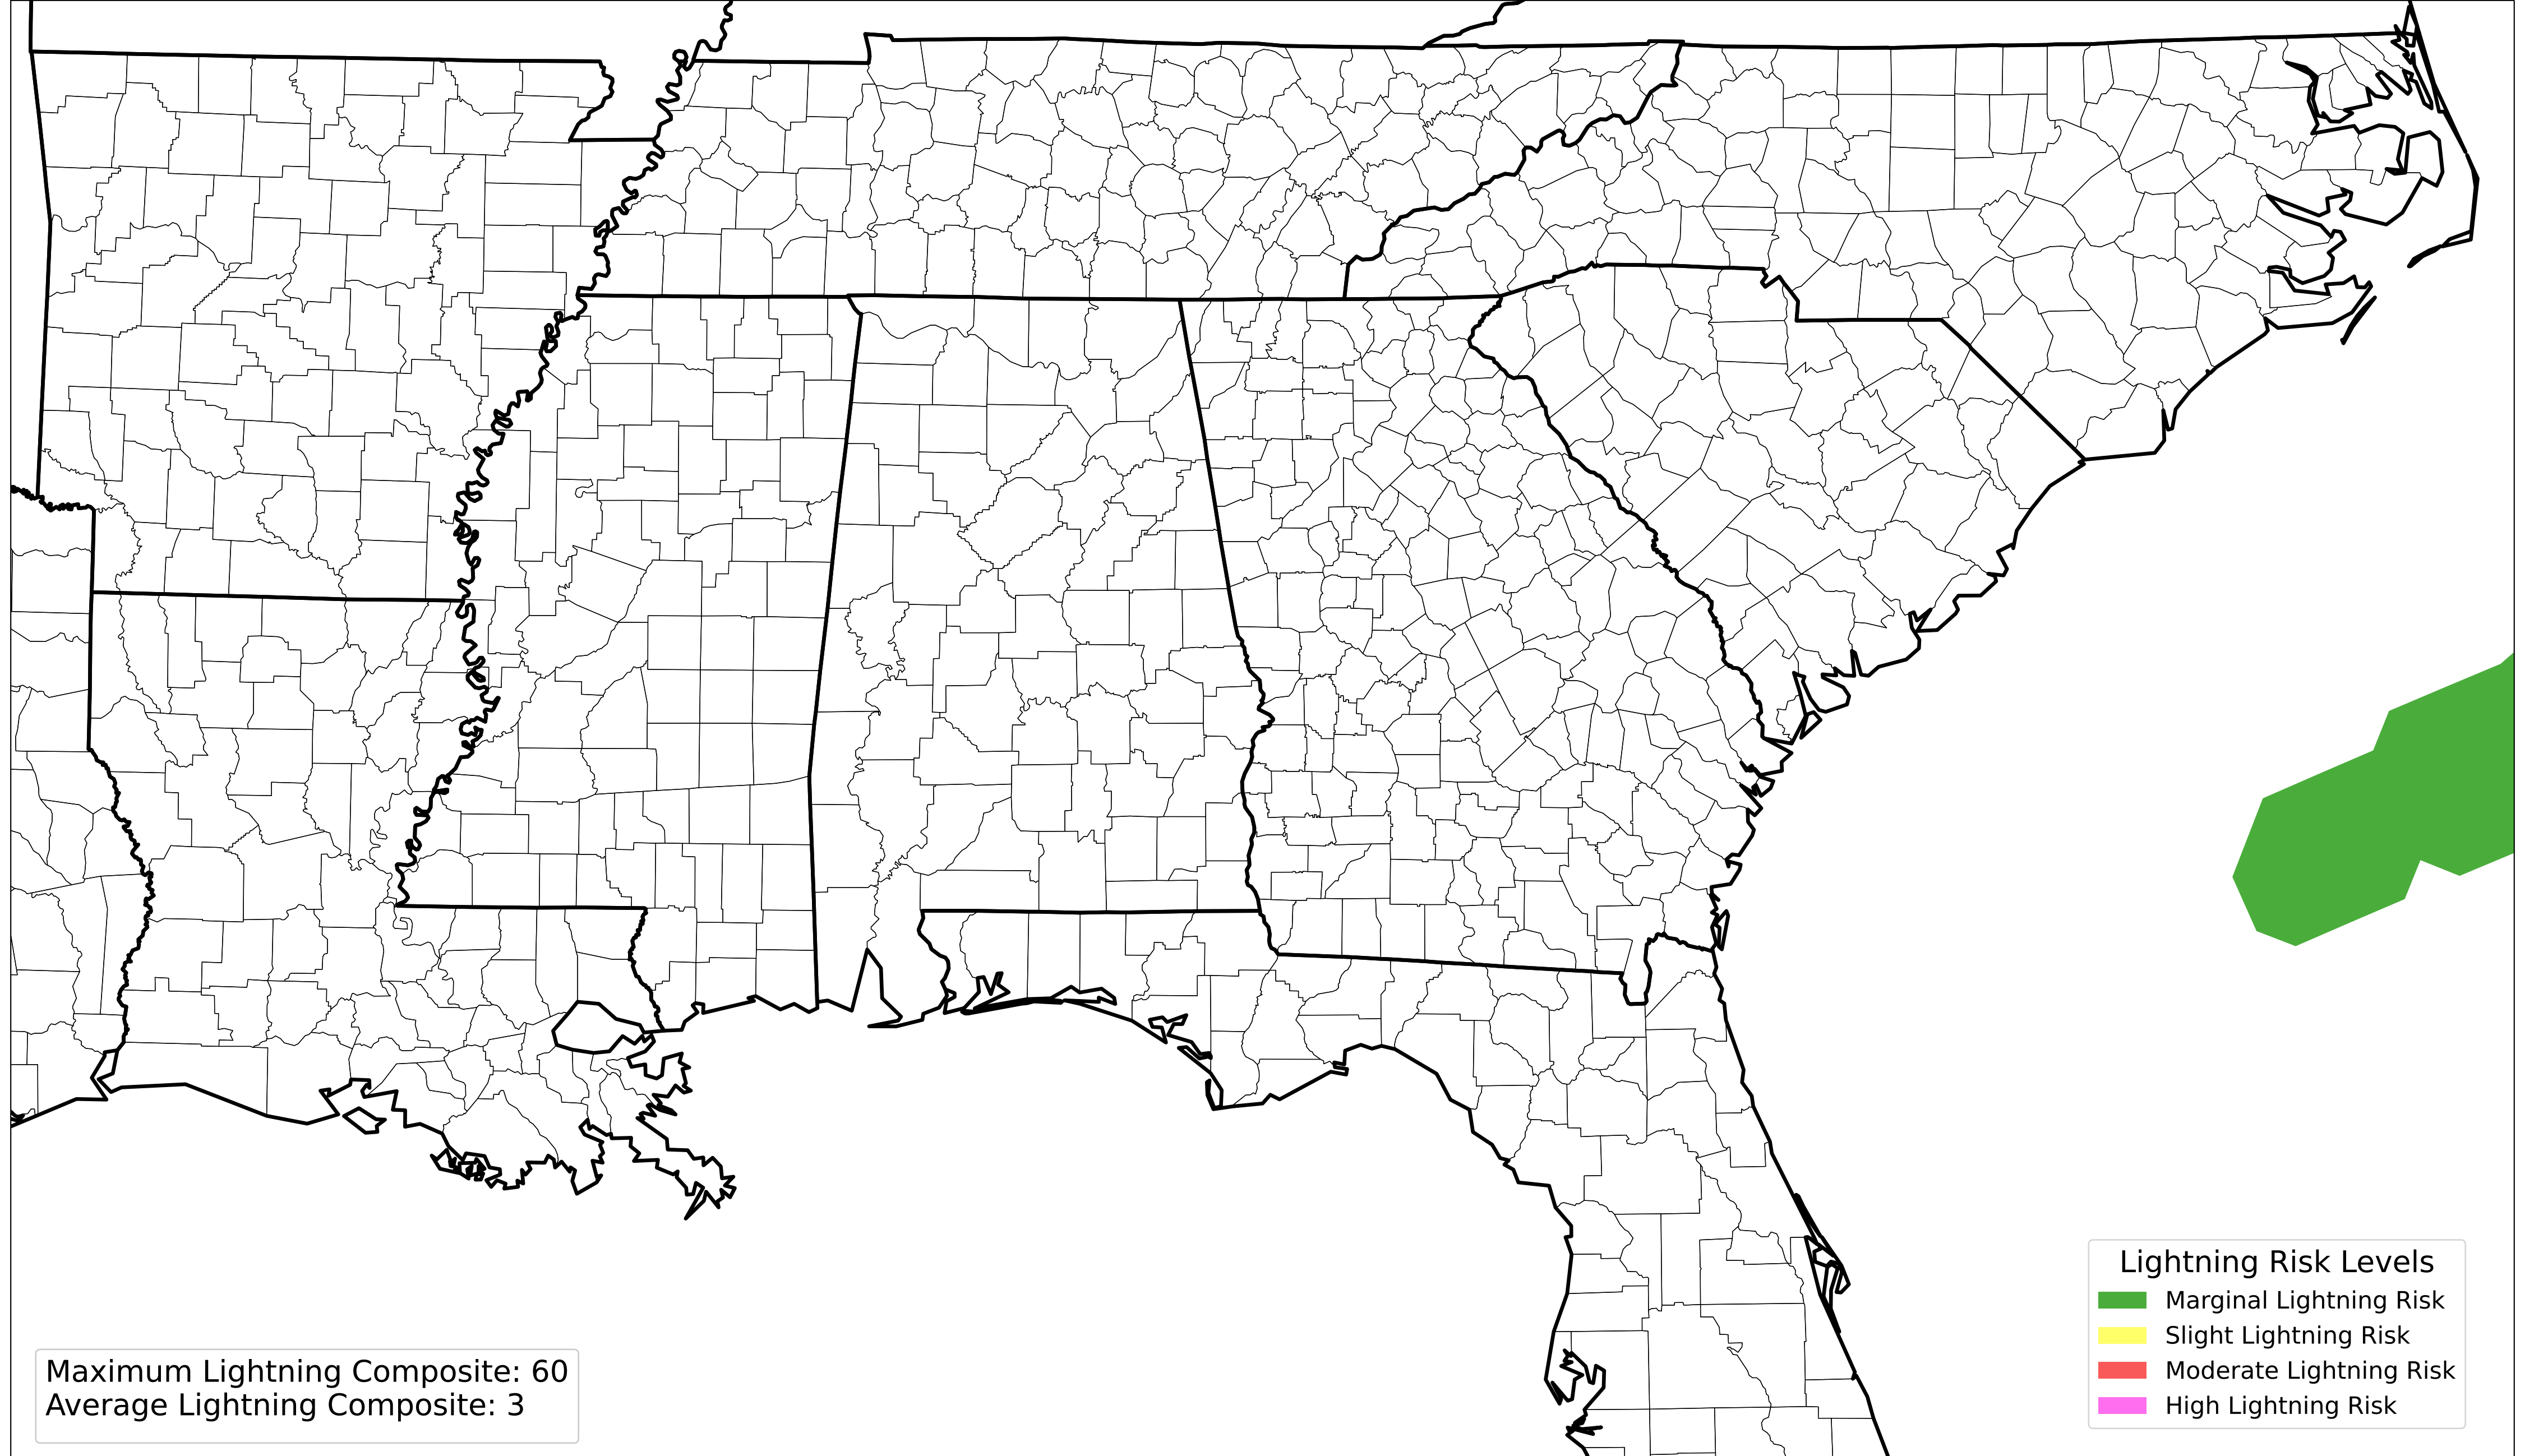 Maximum Lightning Composite: 60
Average Lightning Composite: 3
Lightning Risk Levels
Marginal Lightning Risk
Slight Lightning Risk
Moderate Lightning Risk
High Lightning Risk